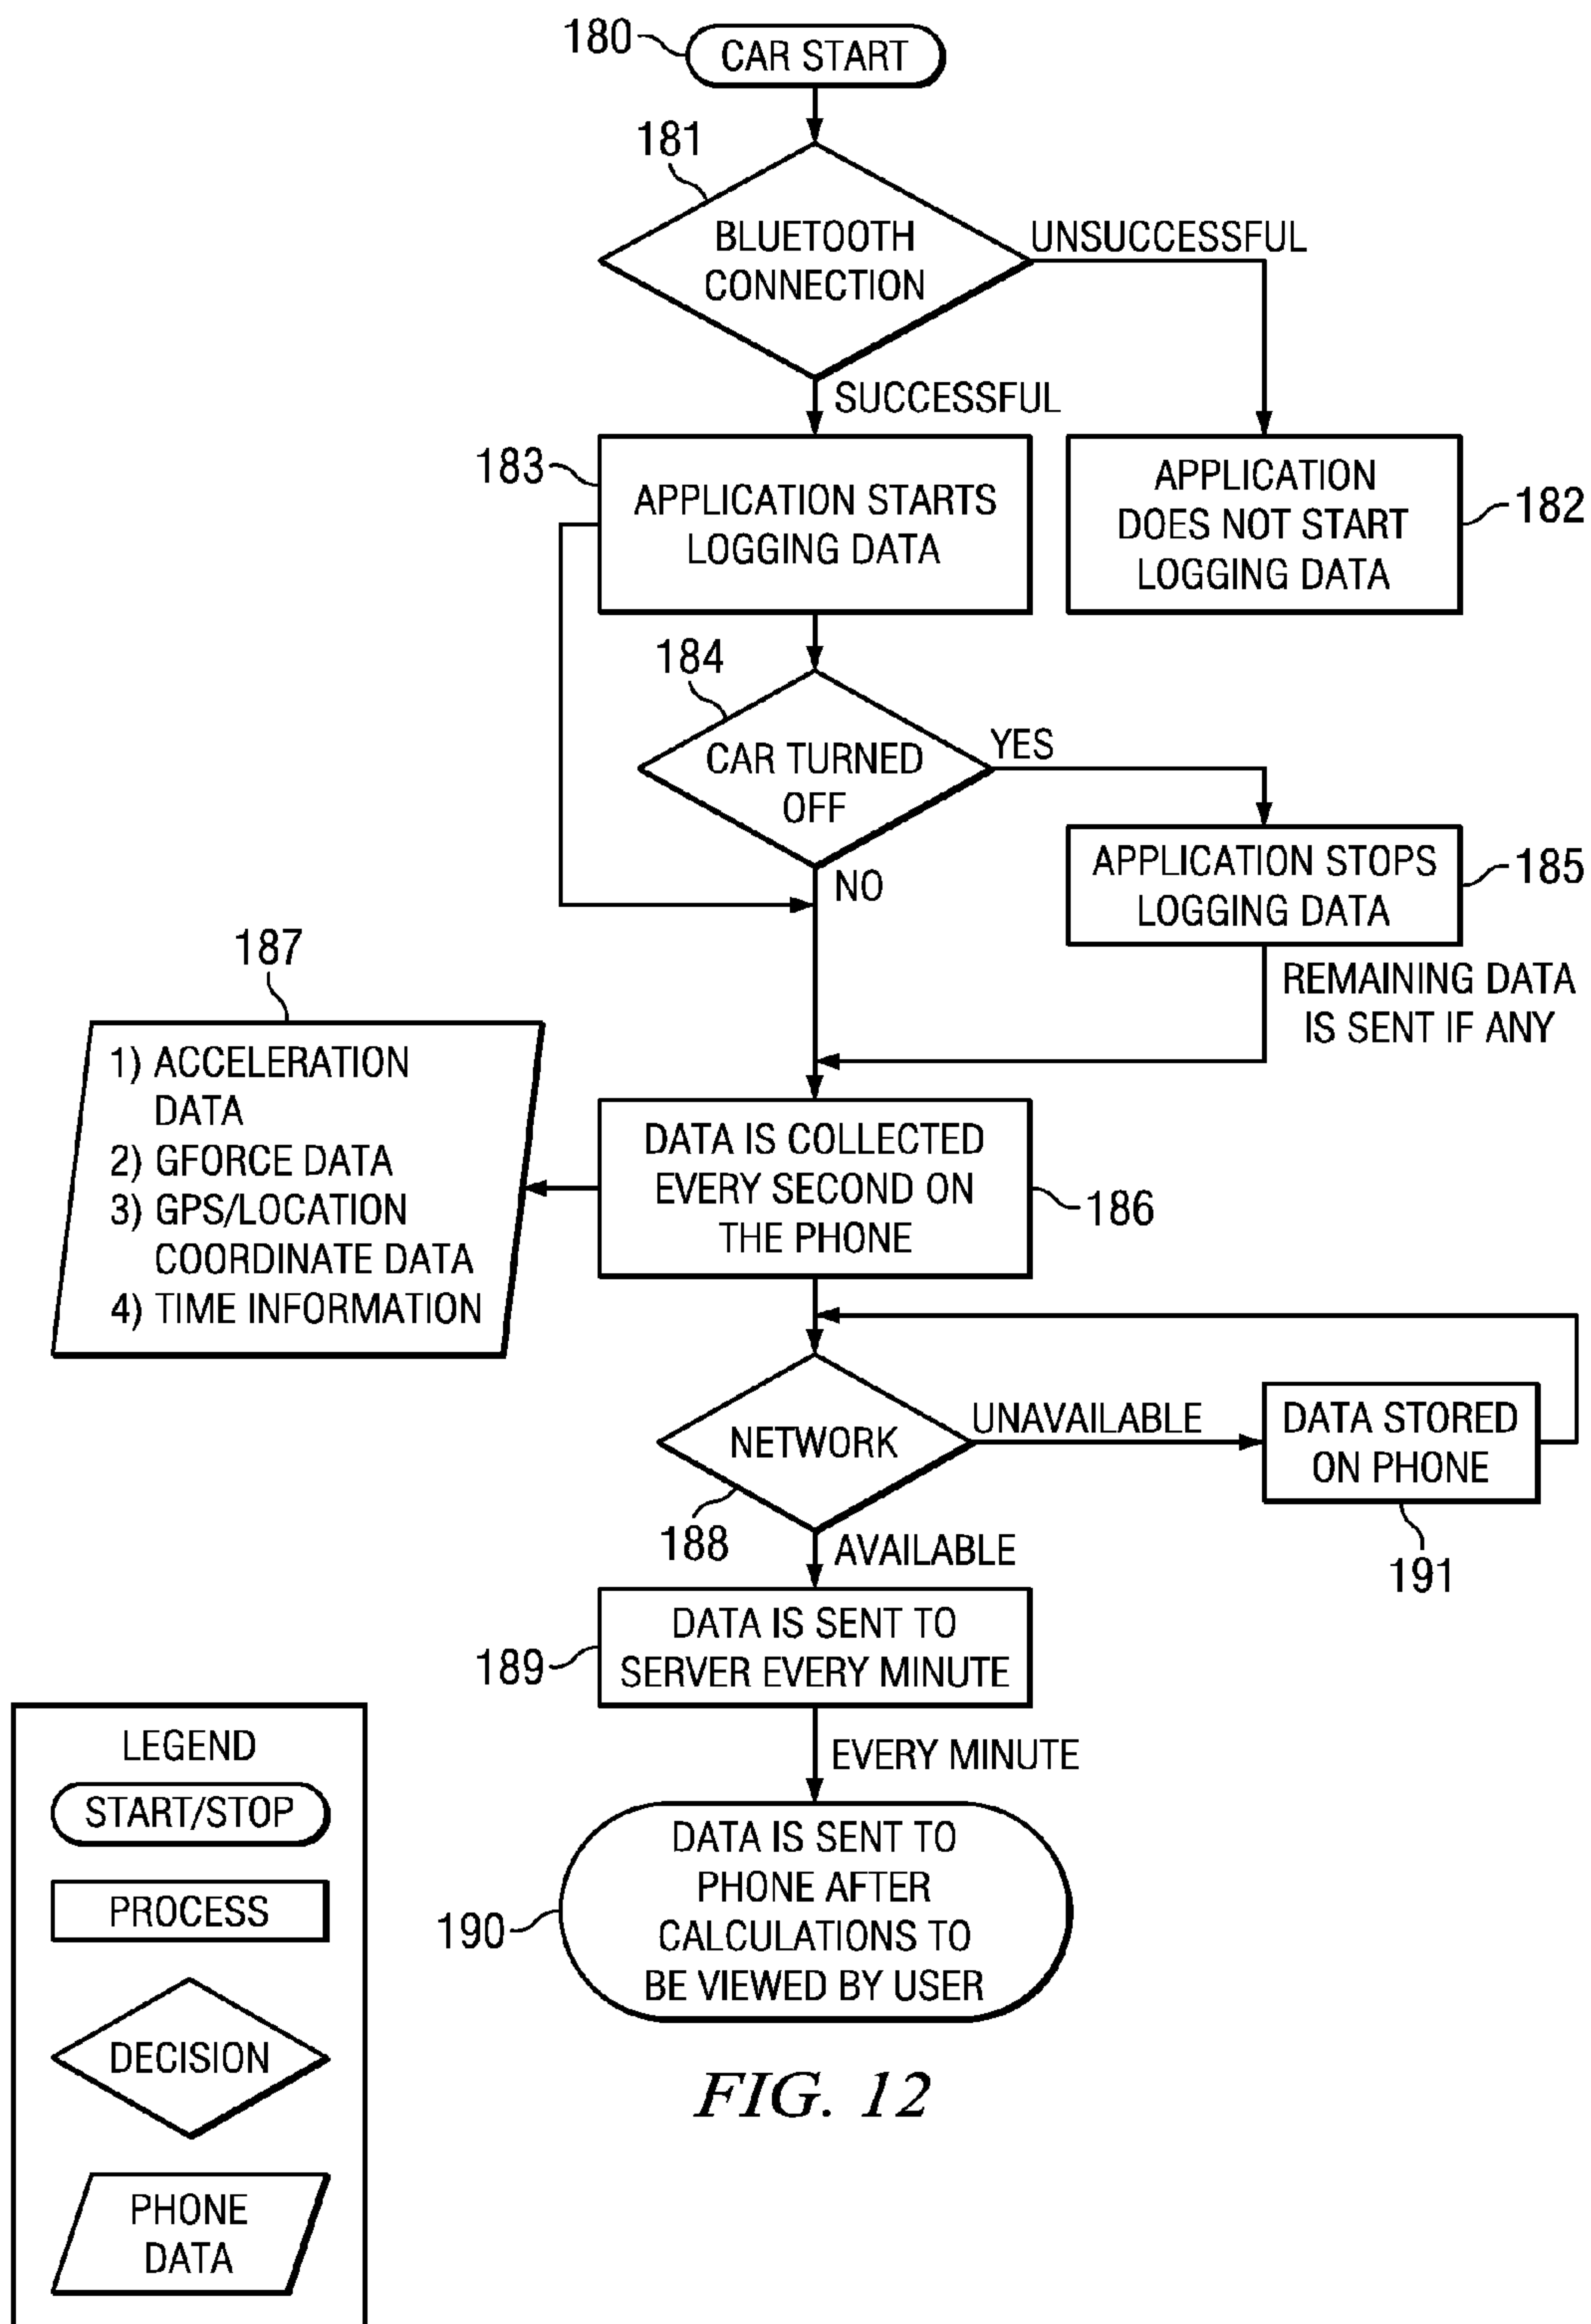 180
CAR START
181
BLUETOOTH
CONNECTION
UNSUCCESSFUL
SUCCESSFUL
183
APPLICATION STARTS
LOGGING DATA
APPLICATION
DOES NOT START
LOGGING DATA
182
184
CAR TURNED
OFF
YES
NO
APPLICATION STOPS
LOGGING DATA
185
REMAINING DATA
IS SENT IF ANY
187
1) ACCELERATION
DATA
2) GFORCE DATA
3) GPS/LOCATION
COORDINATE DATA
4) TIME INFORMATION
DATA IS COLLECTED
EVERY SECOND ON
THE PHONE
186
NETWORK
188
UNAVAILABLE
DATA STORED
ON PHONE
191
AVAILABLE
DATA IS SENT TO
SERVER EVERY MINUTE
189
EVERY MINUTE
DATA IS SENT TO
PHONE AFTER
CALCULATIONS TO
BE VIEWED BY USER
190
LEGEND
START/STOP
PROCESS
DECISION
PHONE
DATA
FIG. 12